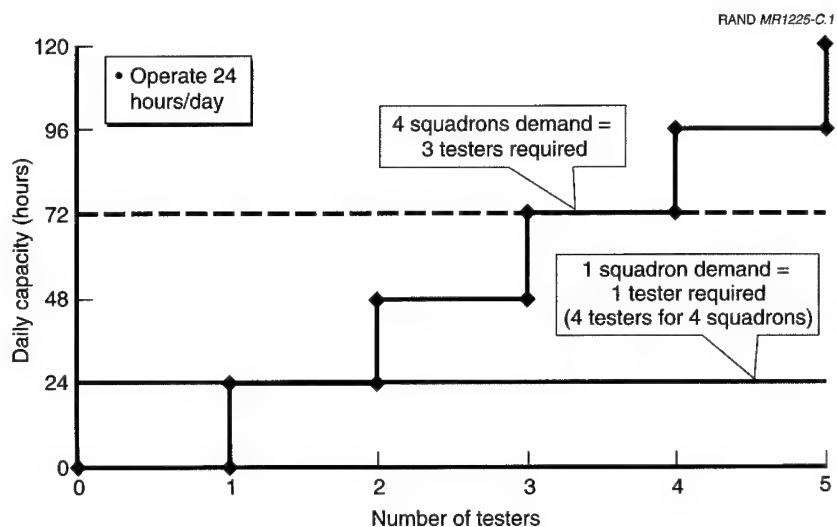 RAND MR1225-C.1
120
96
72
48
24
0
Daily capacity (hours)
• Operate 24
hours/day
4 squadrons demand =
3 testers required
1 squadron demand =
1 tester required
(4 testers for 4 squadrons)
0 1 2 3 4 5
Number of testers